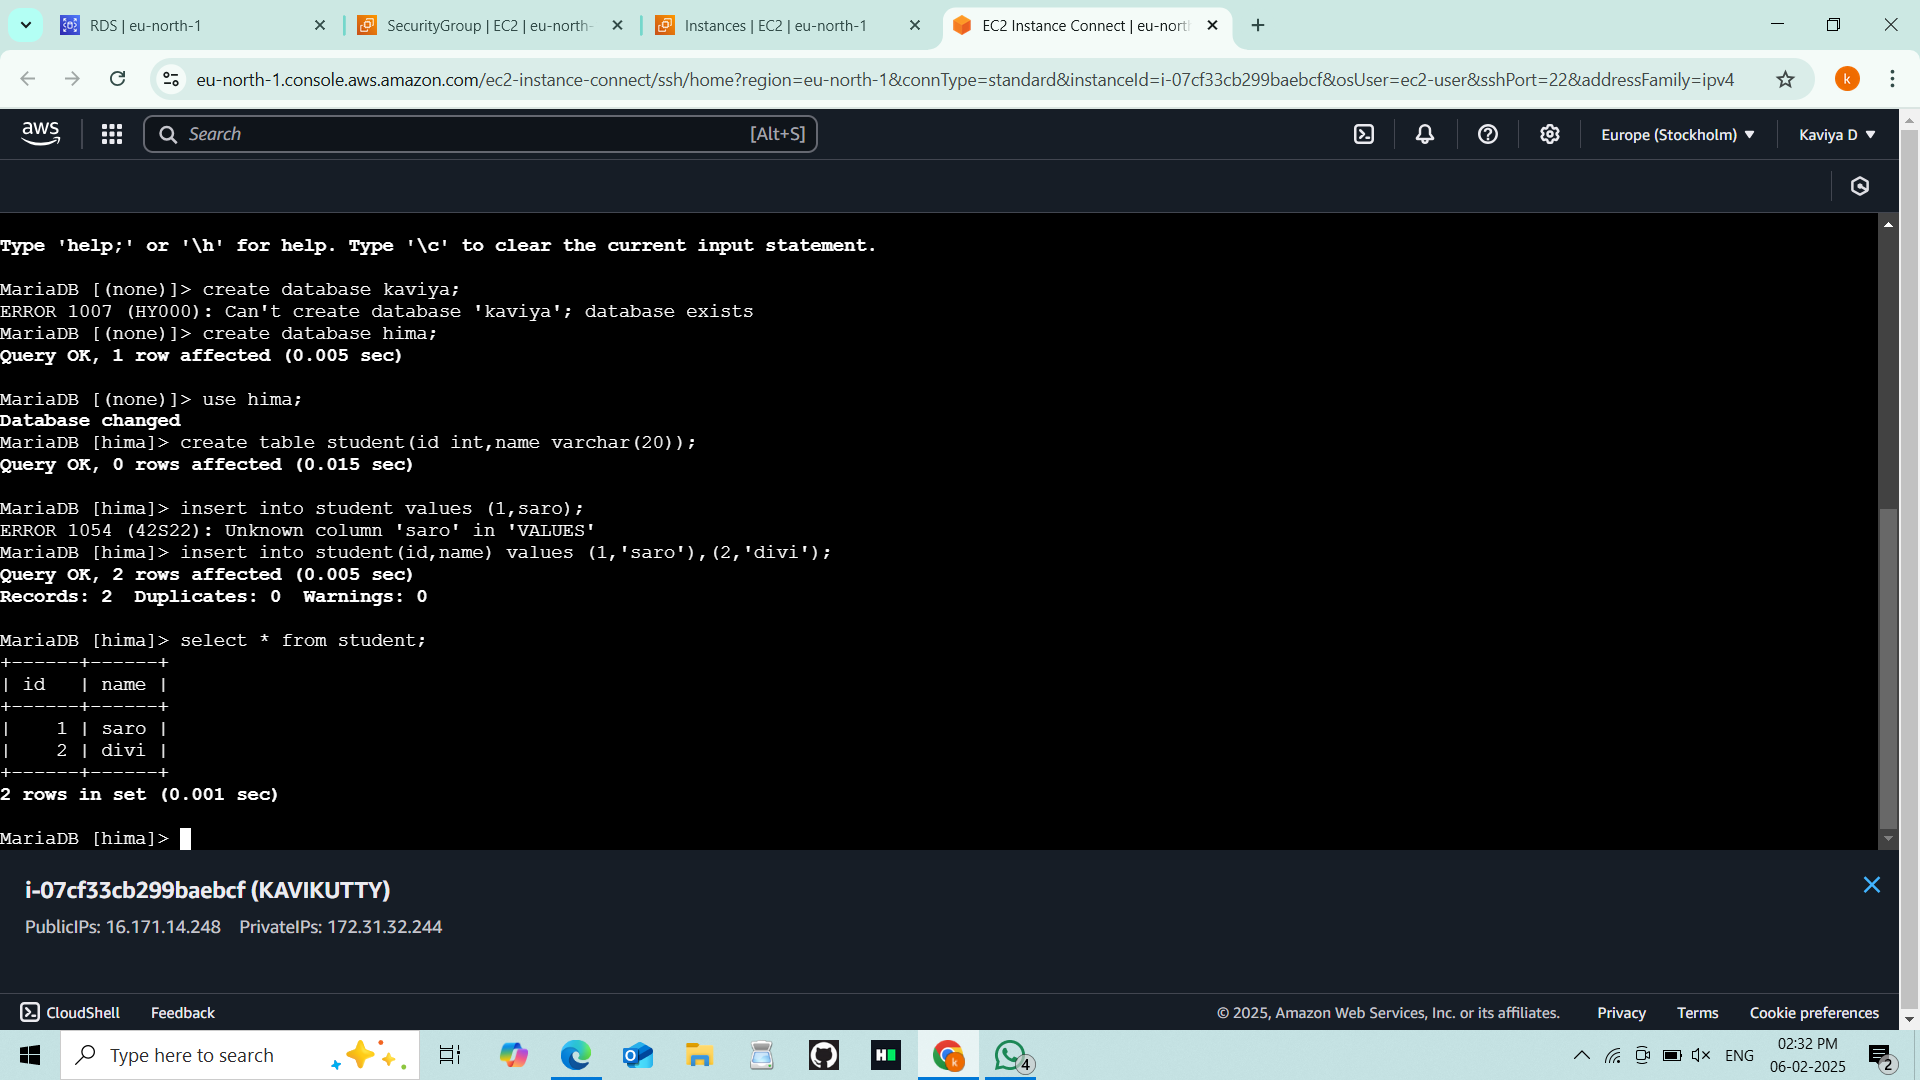 RDS | eu-north-1
SecurityGroup | EC2 | eu-north-
Instances | EC2 | eu-north-1
EC2 Instance Connect | eu-nort
eu-north-1.console.aws.amazon.com/ec2-instance-connect/ssh/home?region=eu-north-1&connType=standard&instanceId=i-07cf33cb299baebcf&osUser=ec2-user&sshPort=22&addressFamily=ipv4
k
aws
Search
[Alt+S]
Europe (Stockholm)
Kaviya D
Type 'help;' or '\h' for help. Type '\c' to clear the current input statement.
MariaDB [(none)]> create database kaviya;
ERROR 1007 (HY000): Can't create database 'kaviya'; database exists
MariaDB [(none)]> create database hima;
Query OK, 1 row affected (0.005 sec)
MariaDB [(none)]> use hima;
Database changed
MariaDB [hima]> create table student(id int,name varchar(20));
Query OK, 0 rows affected (0.015 sec)
MariaDB [hima]> insert into student values (1,saro);
ERROR 1054 (42S22): Unknown column 'saro' in 'VALUES'
MariaDB [hima]> insert into student(id,name) values (1,'saro'),(2,'divi');
Query OK, 2 rows affected (0.005 sec)
Records: 2  Duplicates: 0  Warnings: 0
MariaDB [hima]> select * from student;
+------+------+
| id   | name |
+------+------+
|    1 | saro |
|    2 | divi |
+------+------+
2 rows in set (0.001 sec)
MariaDB [hima]>
i-07cf33cb299baebcf (KAVIKUTTY)
PublicIPs: 16.171.14.248 PrivateIPs: 172.31.32.244
CloudShell
Feedback
© 2025, Amazon Web Services, Inc. or its affiliates.
Privacy
Terms
Cookie preferences
Type here to search
k
4
ENG
02:32 PM
06-02-2025
2